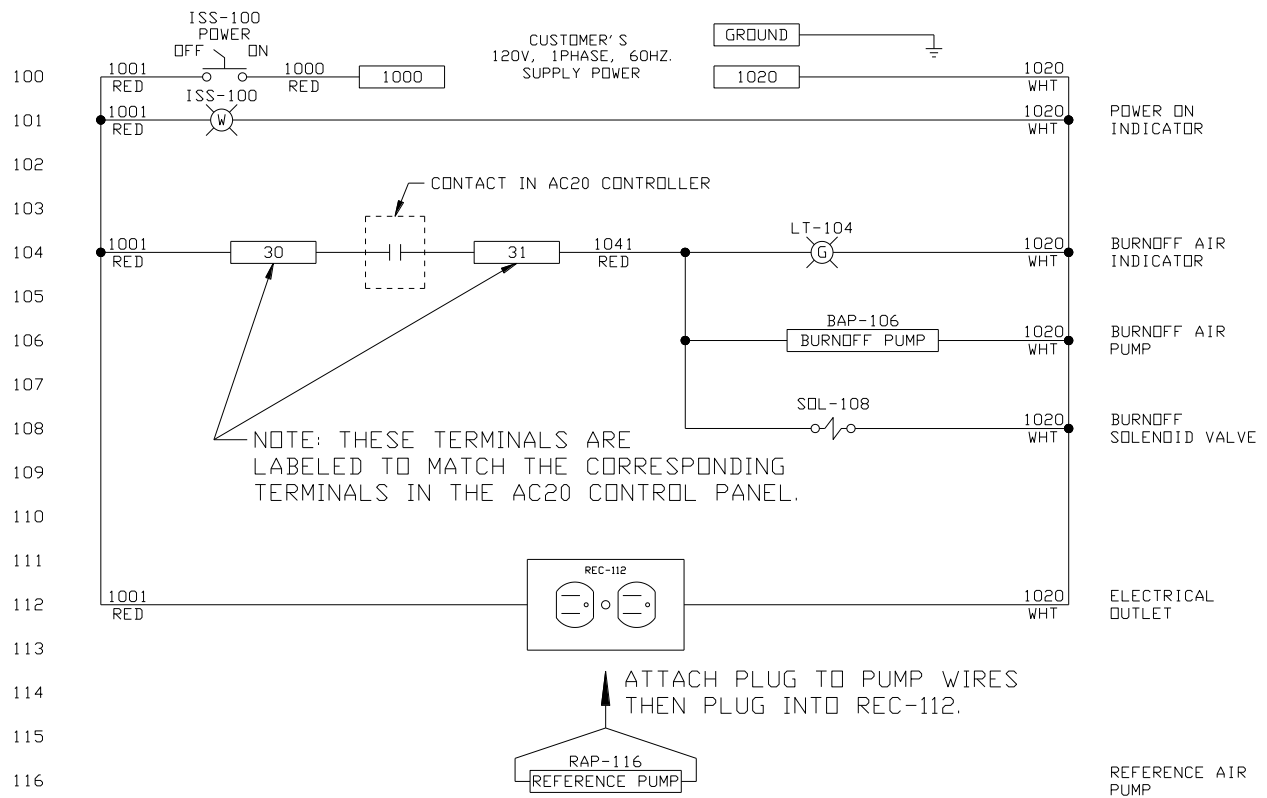 ISS-100
POWER
OFF ON
CUSTOMER'S
120V, 1PHASE, 60HZ.
SUPPLY POWER
GROUND
100 1001 RED 1000 RED 1000 1020 1020 WHT
ISS-100
101 1001 RED W 1020 WHT POWER ON
INDICATOR
102
CONTACT IN AC20 CONTROLLER
103
LT-104
104 1001 RED 30 31 1041 RED G 1020 WHT BURNOFF AIR
INDICATOR
105
BAP-106
106 BURNOFF PUMP 1020 WHT BURNOFF AIR
PUMP
107
SOL-108
108 1020 WHT BURNOFF
SOLENOID VALVE
NOTE: THESE TERMINALS ARE
LABELED TO MATCH THE CORRESPONDING
TERMINALS IN THE AC20 CONTROL PANEL.
109
110
111
REC-112
112 1001 RED 1020 WHT ELECTRICAL
OUTLET
113
ATTACH PLUG TO PUMP WIRES
THEN PLUG INTO REC-112.
114
115
RAP-116
116 REFERENCE PUMP REFERENCE AIR
PUMP